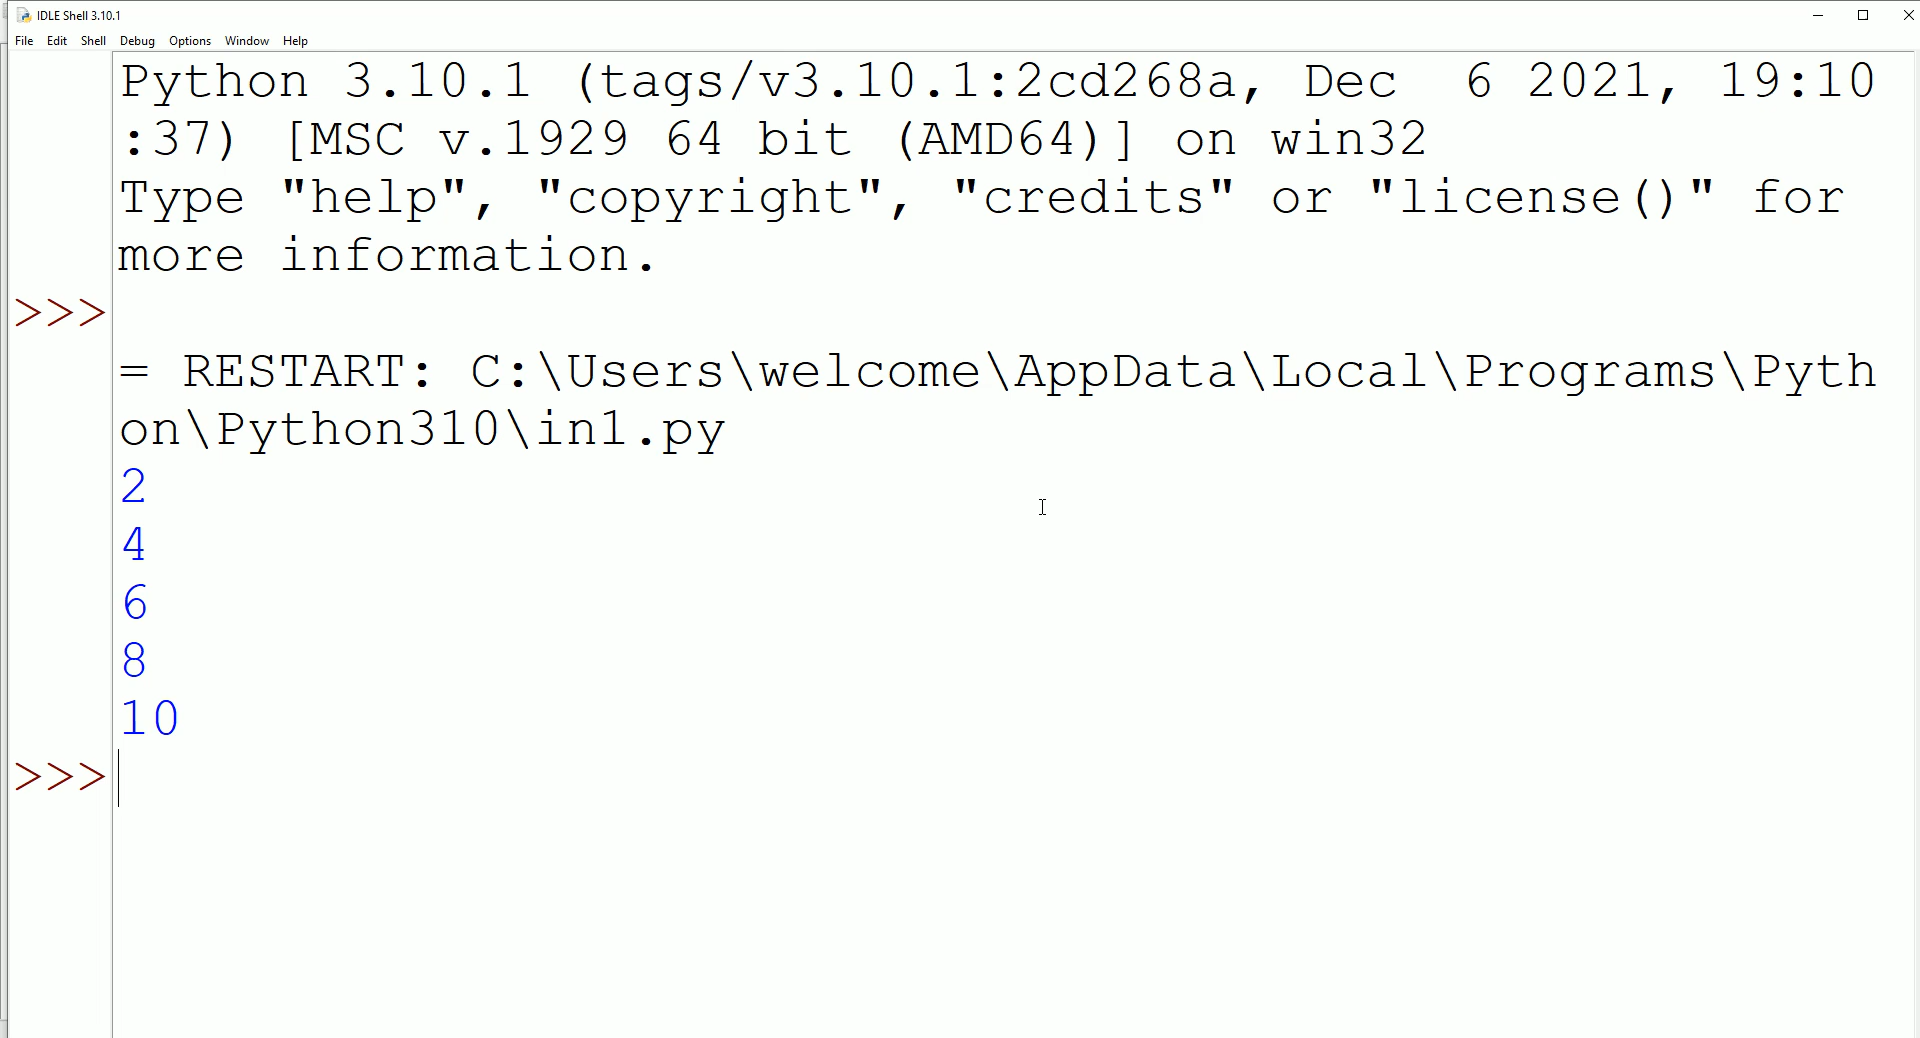 IDLE Shell 3.10.1
File Edit Shell Debug Options Window Help
Python 3.10.1 (tags/v3.10.1:2cd268a, Dec  6 2021, 19:10
:37) [MSC v.1929 64 bit (AMD64)] on win32
Type "help", "copyright", "credits" or "license()" for
more information.
>>>
= RESTART: C:\Users\welcome\AppData\Local\Programs\Pyth
on\Python310\in1.py
2
4
6
8
10
>>>